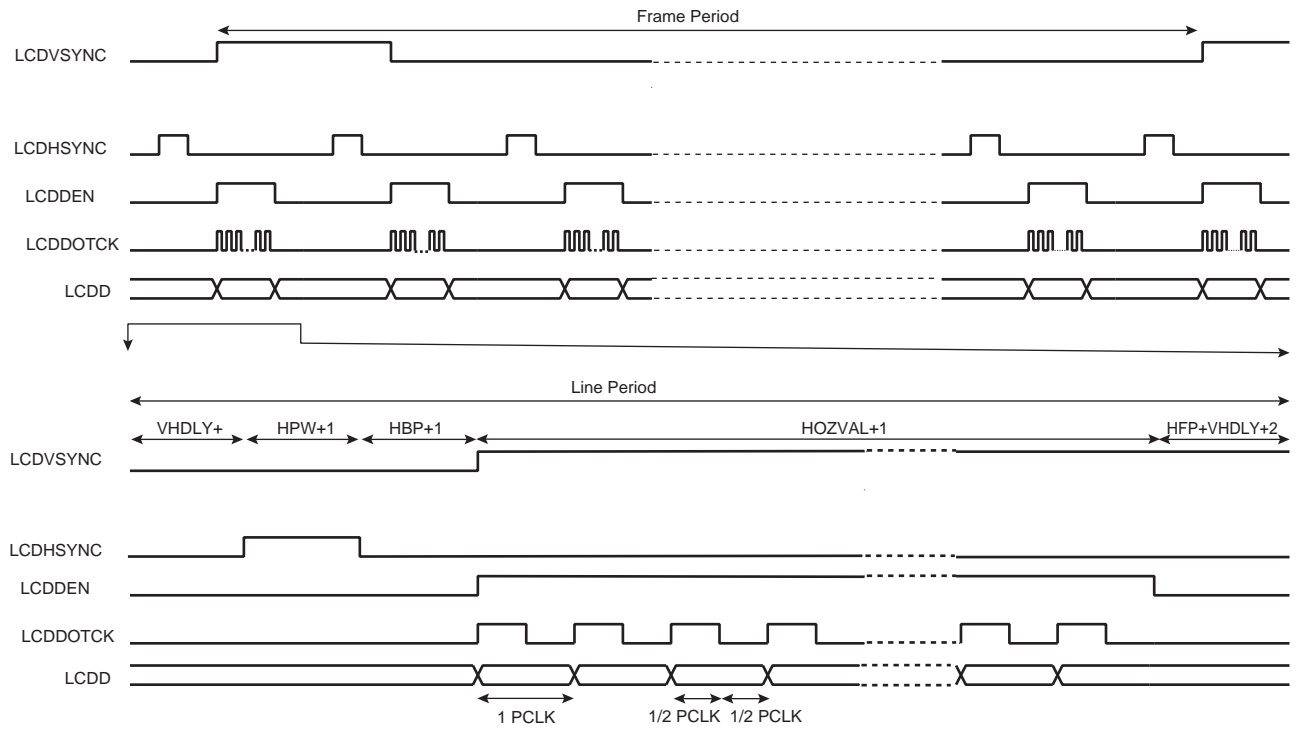 Frame Period
LCDVSYNC
LCDHSYNC
LCDDEN
LCDDOTCK
LCDD
Line Period
VHDLY+ HPW+1 HBP+1 HOZVAL+1 HFP+VHDLY+2
LCDVSYNC
LCDHSYNC
LCDDEN
LCDDOTCK
LCDD
1 PCLK 1/2 PCLK 1/2 PCLK